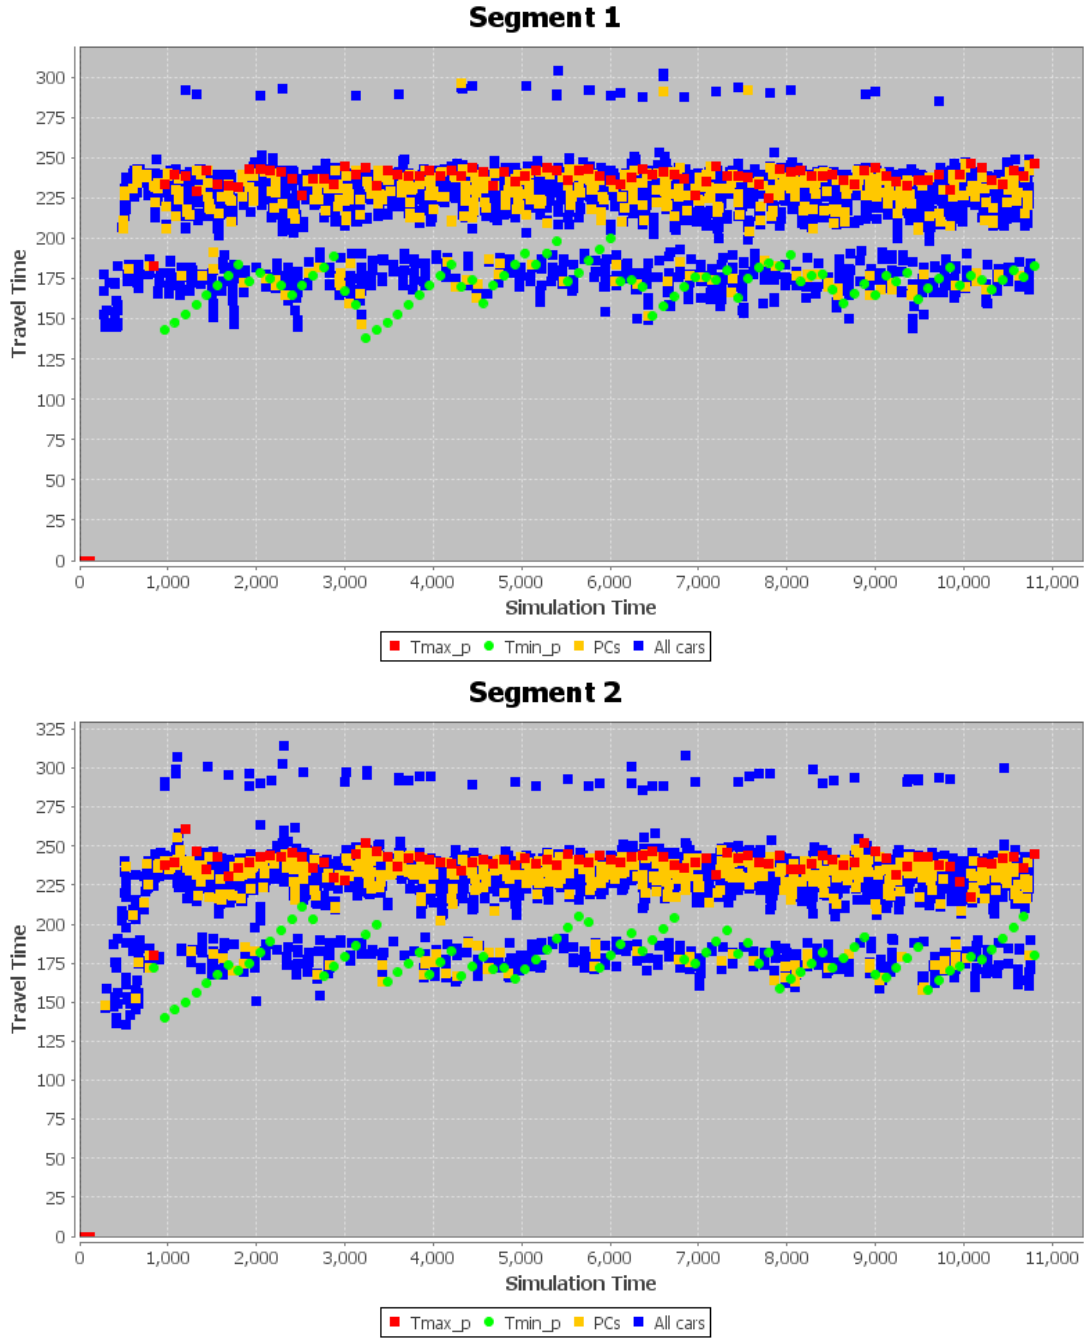 Segment 1
300
275
250
225
200
175
150
125
100
75
50
25
0
Travel Time
0 1,000 2,000 3,000 4,000 5,000 6,000 7,000 8,000 9,000 10,000 11,000
Simulation Time
Tmax_p Tmin_p PCs All cars
Segment 2
325
300
275
250
225
200
175
150
125
100
75
50
25
0
Travel Time
0 1,000 2,000 3,000 4,000 5,000 6,000 7,000 8,000 9,000 10,000 11,000
Simulation Time
Tmax_p Tmin_p PCs All cars